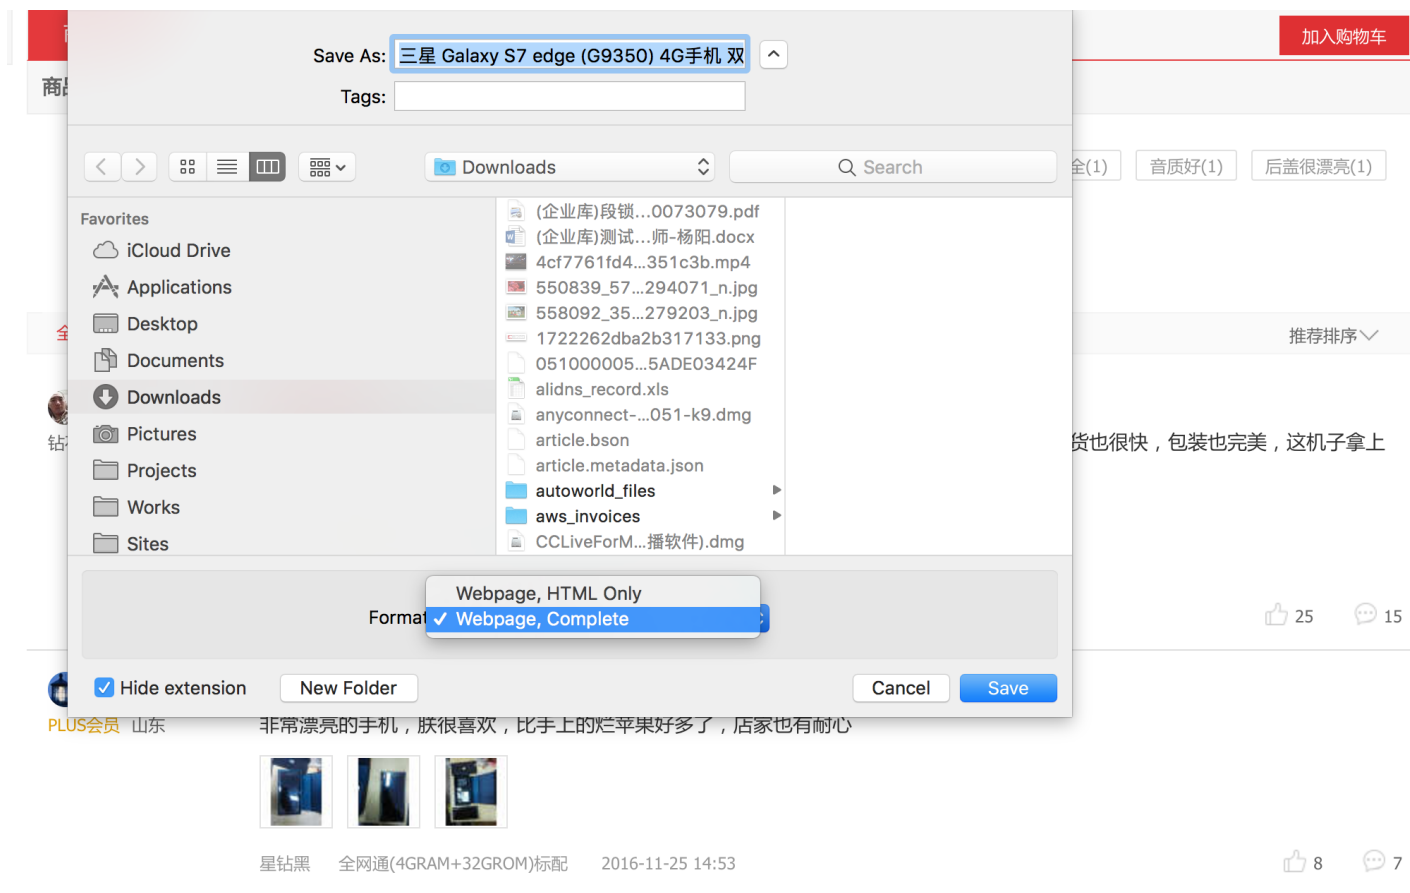 加入购物车
Save As: 三星 Galaxy S7 edge (G9350) 4G手机 双
Tags:
Downloads
Search
全(1) 音质好(1) 后盖很漂亮(1)
Favorites
iCloud Drive
Applications
Desktop
Documents
Downloads
Pictures
Projects
Works
Sites
(企业库)段锁...0073079.pdf
(企业库)测试...师-杨阳.docx
4cf7761fd4...351c3b.mp4
550839_57...294071_n.jpg
558092_35...279203_n.jpg
1722262dba2b317133.png
051000005...5ADE03424F
alidns_record.xls
anyconnect-...051-k9.dmg
article.bson
article.metadata.json
autoworld_files
aws_invoices
CCLiveForM...播软件).dmg
推荐排序
货也很快，包装也完美，这机子拿上
Webpage, HTML Only
Format
Webpage, Complete
25 15
Hide extension New Folder Cancel Save
PLUS会员 山东
非常漂亮的手机，朕很喜欢，比手上的烂苹果好多了，店家也有耐心
星钻黑 全网通(4GRAM+32GROM)标配 2016-11-25 14:53
8 7